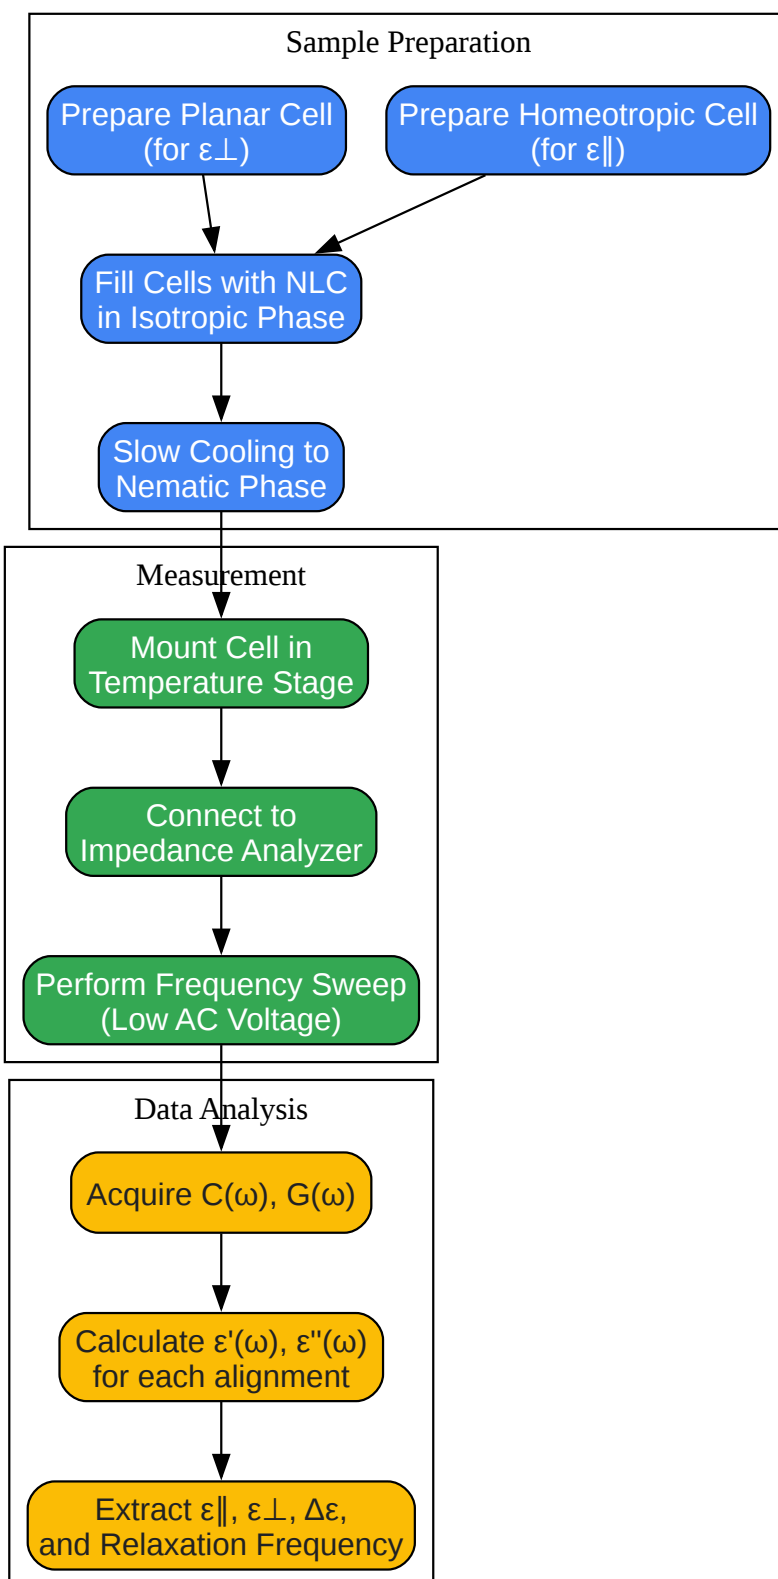 Sample Preparation
Prepare Planar Cell
(for ε⊥)
Prepare Homeotropic Cell
(for ε∥)
Fill Cells with NLC
in Isotropic Phase
Slow Cooling to
Nematic Phase
Measurement
Mount Cell in
Temperature Stage
Connect to
Impedance Analyzer
Perform Frequency Sweep
(Low AC Voltage)
Data Analysis
Acquire C(ω), G(ω)
Calculate ε'(ω), ε''(ω)
for each alignment
Extract ε∥, ε⊥, Δε,
and Relaxation Frequency